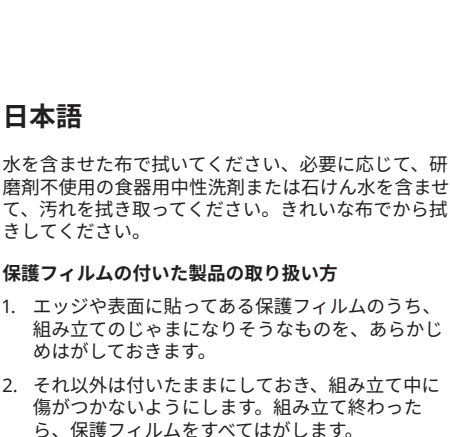 日本語
水を含ませた布で拭いてください、必要に応じて、研
磨剤不使用の食器用中性洗剤または石けん水を含ませ
て、汚れを拭き取ってください。きれいな布でから拭
きしてください。
保護フィルムの付いた製品の取り扱い方
1. エッジや表面に貼ってある保護フィルムのうち、
組み立てのじゃまになりそうなものを、あらかじ
めはがしておきます。
2. それ以外は付いたままにしておき、組み立て中に
傷がつかないようにします。組み立て終わった
ら、保護フィルムをすべてはがします。